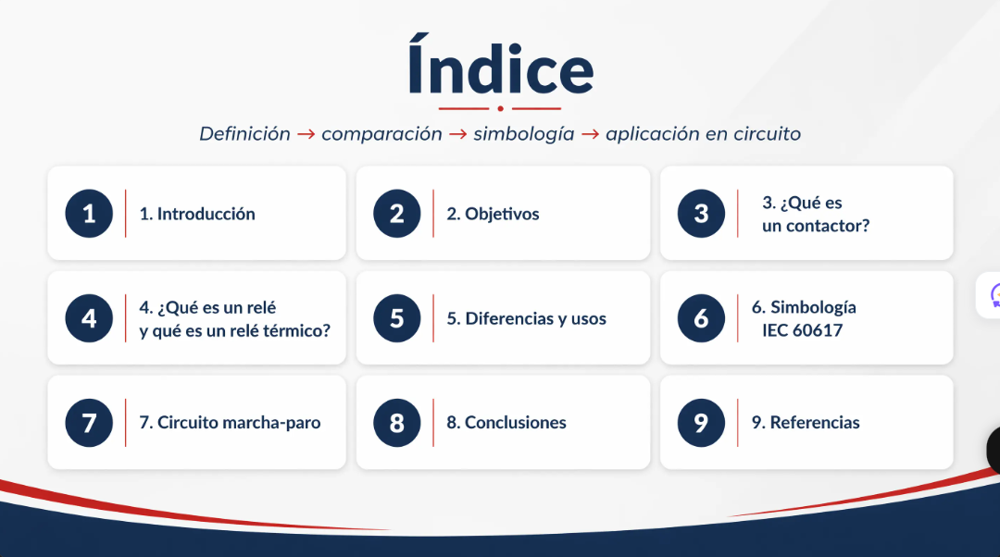 Índice
Definición → comparación → simbología → aplicación en circuito
1
1. Introducción
2
2. Objetivos
3
3. ¿Qué es
un contactor?
4
4. ¿Qué es un relé
y qué es un relé térmico?
5
5. Diferencias y usos
6
6. Simbología
IEC 60617
7
7. Circuito marcha-paro
8
8. Conclusiones
9
9. Referencias